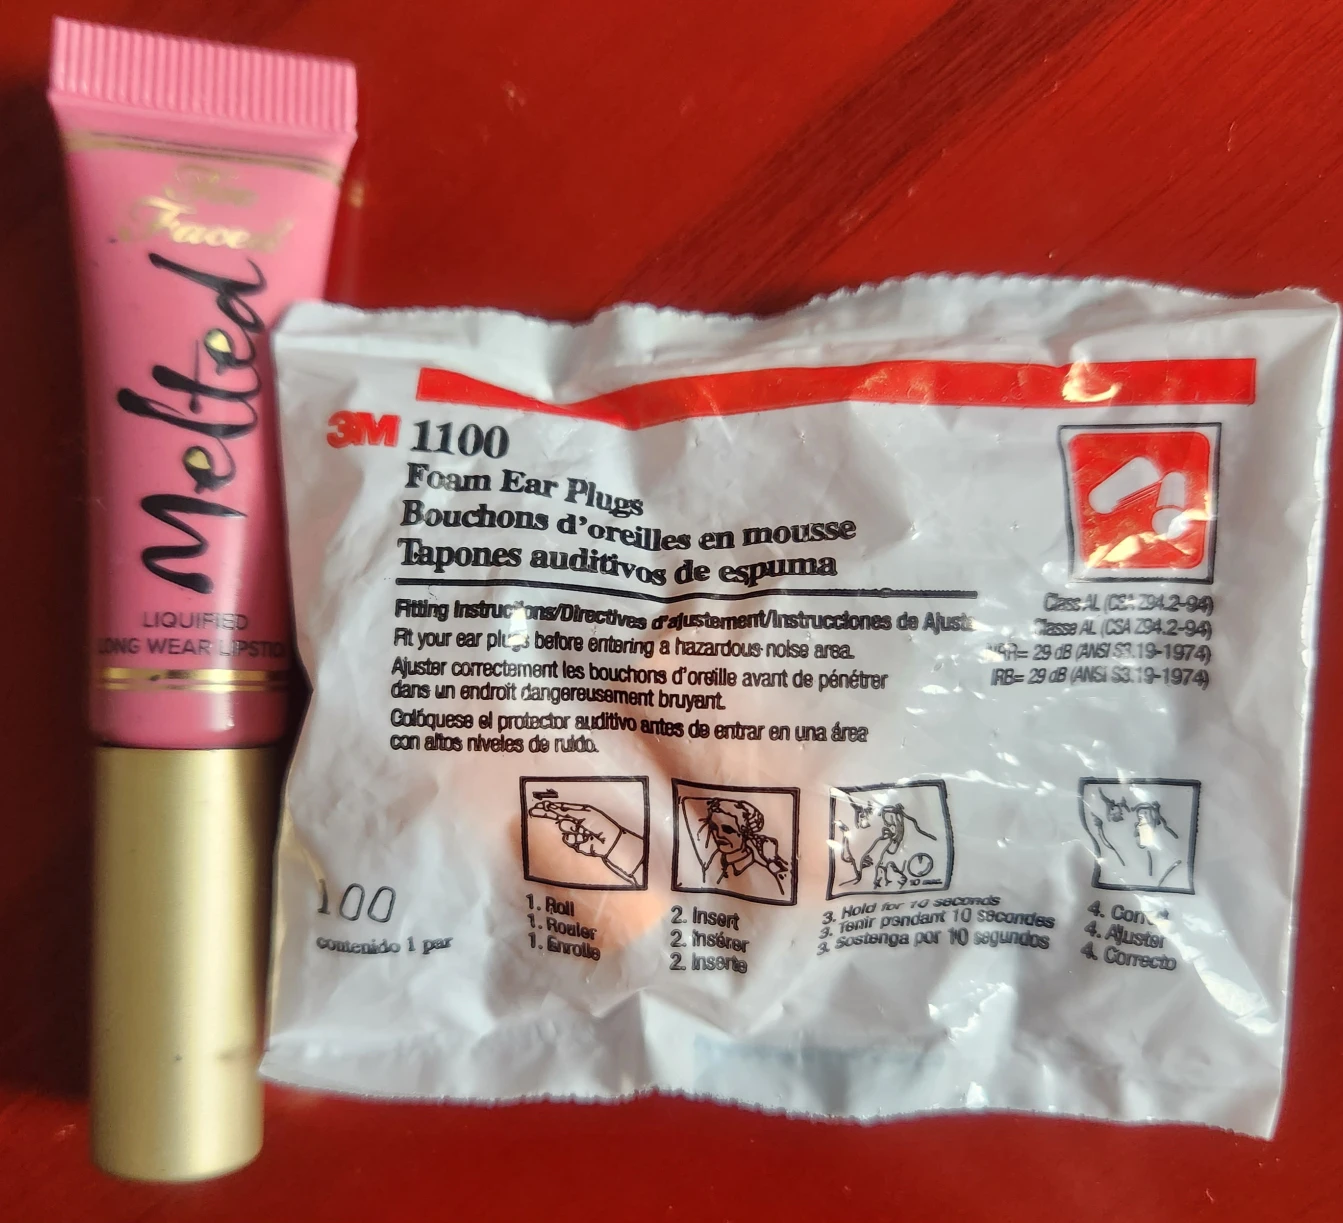 Too
Faced
Melted
LIQUIFIED
LONG WEAR LIPSTICK
3M 1100
Foam Ear Plugs
Bouchons d'oreilles en mousse
Tapones auditivos de espuma
Fitting Instructions/Directives d'ajustement/Instrucciones de Ajuste
Fit your ear plugs before entering a hazardous noise area.
Ajuster correctement les bouchons d'oreille avant de pénétrer
dans un endroit dangereusement bruyant.
Colóquese el protector auditivo antes de entrar en una área
con altos niveles de ruido.
Class AL (CSA Z94.2-94)
Classe AL (CSA Z94.2-94)
NRR= 29 dB (ANSI S3.19-1974)
IRB= 29 dB (ANSI S3.19-1974)
100
contenido 1 par
1. Roll
1. Rouler
1. Enrolle
2. Insert
2. Insérer
2. Inserte
3. Hold for 10 seconds
3. Tenir pendant 10 secondes
3. Sostenga por 10 segundos
4.
4. Ajuster
4. Correcto